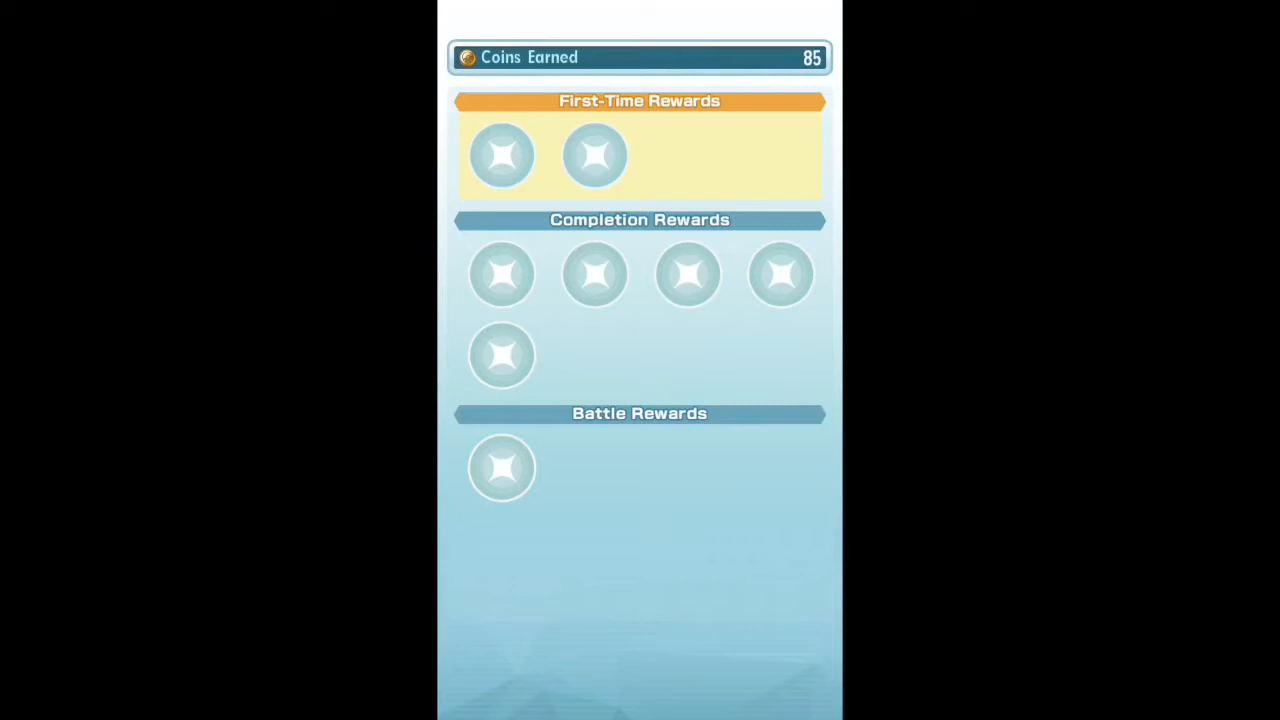 Coins Earned 85
First-Time Rewards
Completion Rewards
Battle Rewards